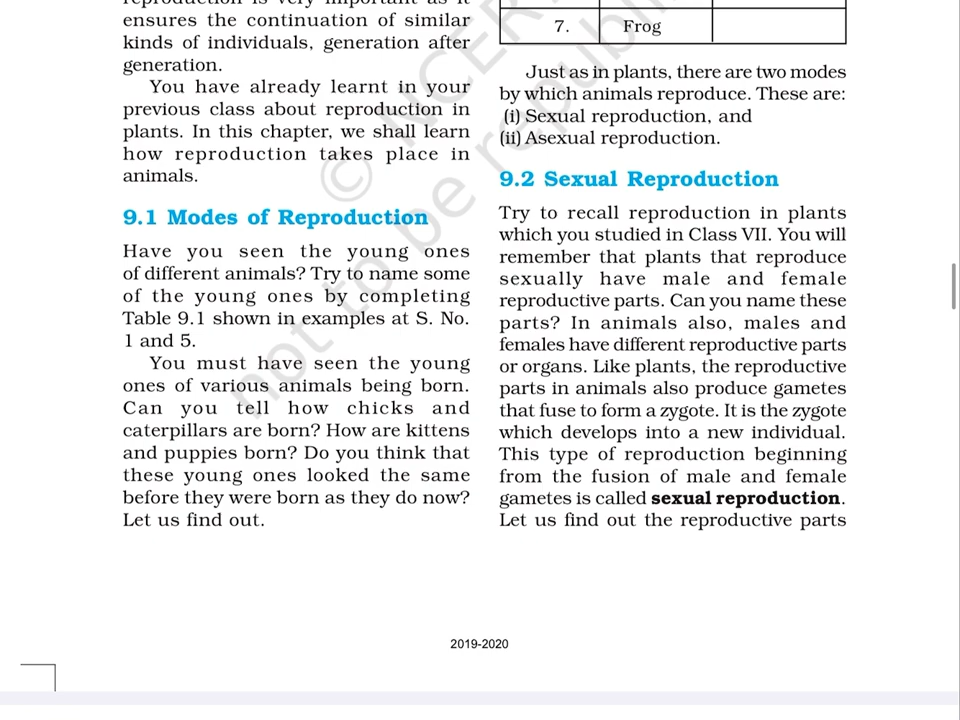 ensures the continuation of similar
kinds of individuals, generation after
generation.
You have already learnt in your
previous class about reproduction in
plants. In this chapter, we shall learn
how reproduction takes place in
animals.
9.1 Modes of Reproduction
Have you seen the young ones
of different animals? Try to name some
of the young ones by completing
Table 9.1 shown in examples at S. No.
1 and 5.
You must have seen the young
ones of various animals being born.
Can you tell how chicks and
caterpillars are born? How are kittens
and puppies born? Do you think that
these young ones looked the same
before they were born as they do now?
Let us find out.
7. Frog
Just as in plants, there are two modes
by which animals reproduce. These are:
(i) Sexual reproduction, and
(ii) Asexual reproduction.
9.2 Sexual Reproduction
Try to recall reproduction in plants
which you studied in Class VII. You will
remember that plants that reproduce
sexually have male and female
reproductive parts. Can you name these
parts? In animals also, males and
females have different reproductive parts
or organs. Like plants, the reproductive
parts in animals also produce gametes
that fuse to form a zygote. It is the zygote
which develops into a new individual.
This type of reproduction beginning
from the fusion of male and female
gametes is called sexual reproduction.
Let us find out the reproductive parts
© NCER
not to be republi
2019-2020